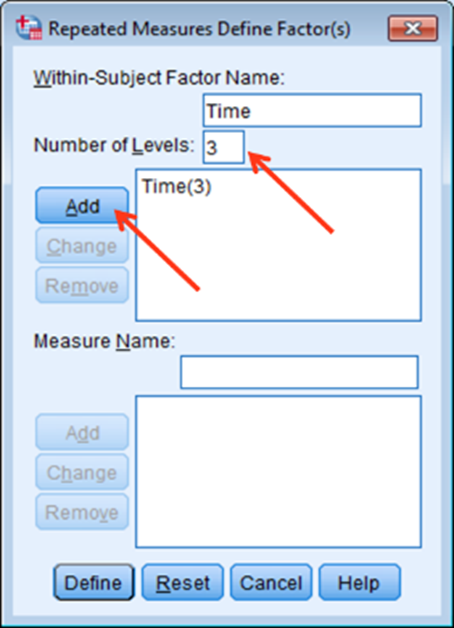 Repeated Measures Define Factor(s)
Within-Subject Factor Name:
Time
Number of Levels: 3
Add
Time(3)
Change
Remove
Measure Name:
Add
Change
Remove
Define Reset Cancel Help